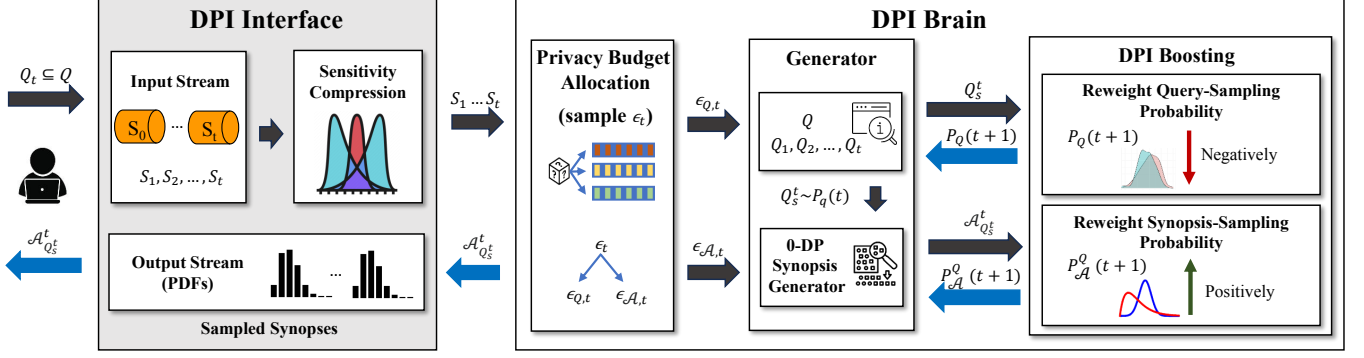 DPI Interface
DPI Brain
Q_t ⊆ Q
Input Stream
S_0 ... S_t
S_1, S_2, ..., S_t
Sensitivity
Compression
S_1 ... S_t
Privacy Budget
Allocation
(sample ϵ_t)
ϵ_t
ϵ_{Q,t} ϵ_{𝒜,t}
ϵ_{Q,t}
ϵ_{𝒜,t}
Generator
Q
Q_1, Q_2, ..., Q_t
Q_s^t~P_q(t)
0-DP
Synopsis
Generator
Q_s^t
P_Q(t+1)
𝒜_{Q_s^t}^t
P_𝒜^Q(t+1)
DPI Boosting
Reweight Query-Sampling
Probability
P_Q(t+1)
Negatively
Reweight Synopsis-Sampling
Probability
P_𝒜^Q(t+1)
Positively
𝒜_{Q_s^t}^t
Output Stream
(PDFs)
...
𝒜_{Q_s^t}^t
Sampled Synopses